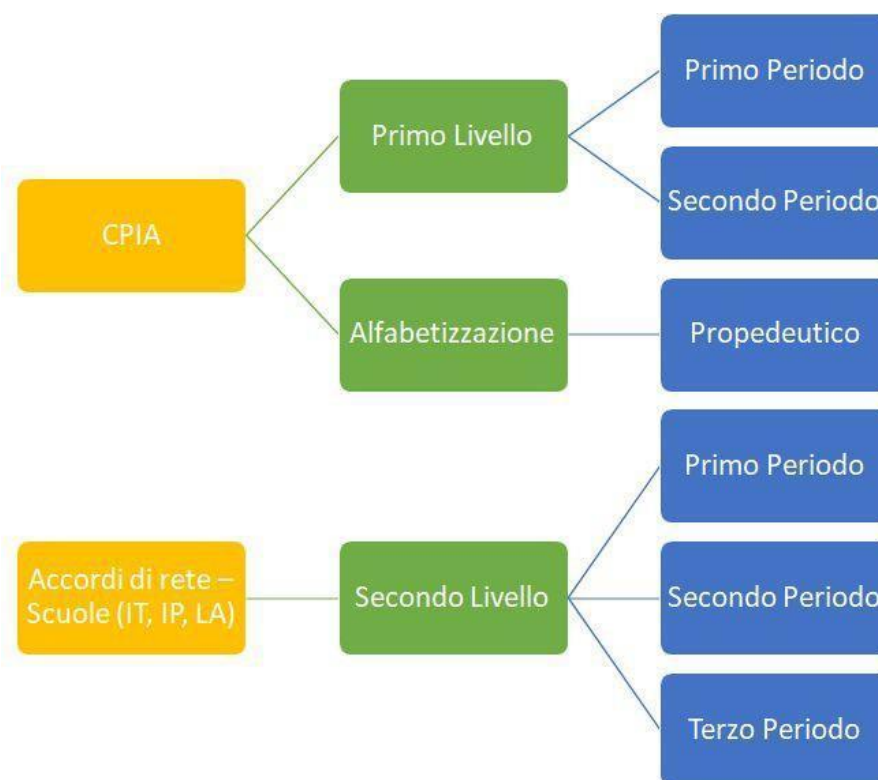 CPIA
Primo Livello
Primo Periodo
Secondo Periodo
Alfabetizzazione
Propedeutico
Accordi di rete –
Scuole (IT, IP, LA)
Secondo Livello
Primo Periodo
Secondo Periodo
Terzo Periodo